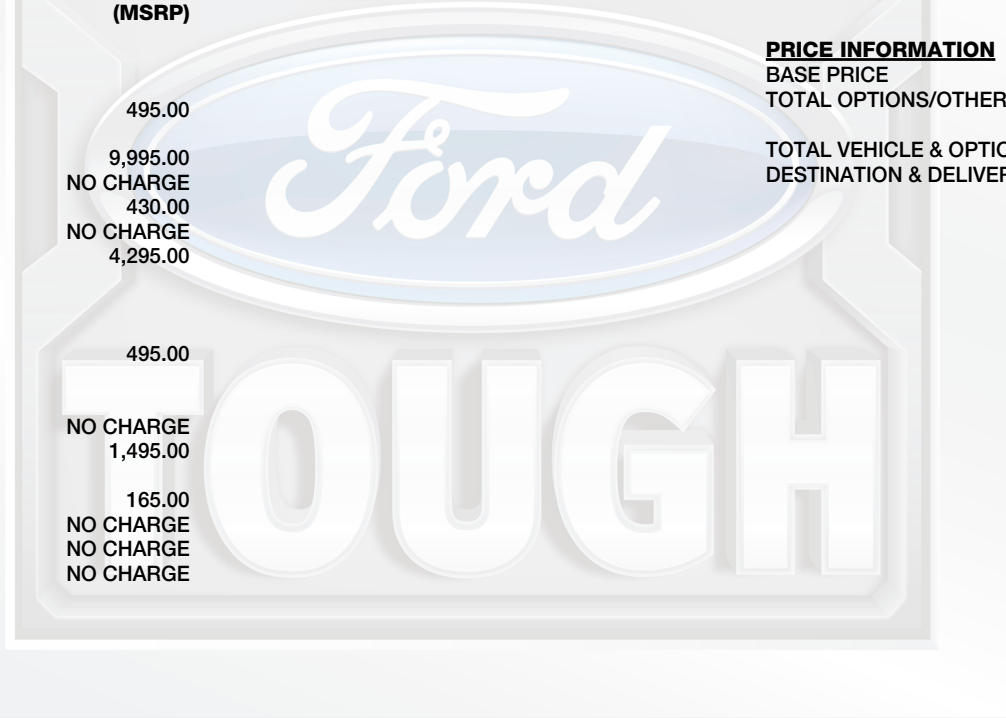 (MSRP)
495.00
9,995.00
NO CHARGE
430.00
NO CHARGE
4,295.00
495.00
NO CHARGE
1,495.00
165.00
NO CHARGE
NO CHARGE
NO CHARGE
PRICE INFORMATION
BASE PRICE
TOTAL OPTIONS/OTHER
TOTAL VEHICLE & OPTIO
DESTINATION & DELIVER
Ford
TOUGH